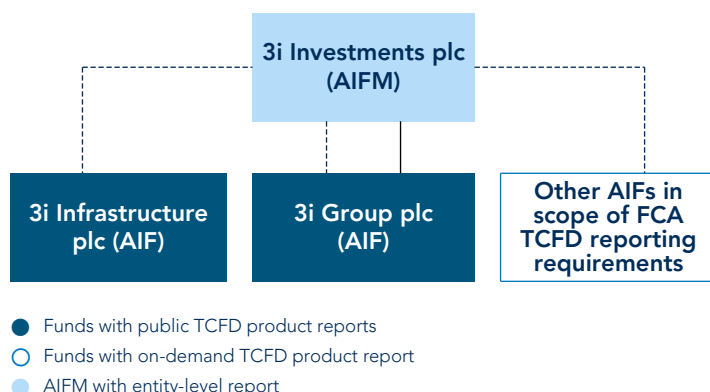 3i Investments plc
(AIFM)
3i Infrastructure
plc (AIF)
3i Group plc
(AIF)
Other AIFs in
scope of FCA
TCFD reporting
requirements
Funds with public TCFD product reports
Funds with on-demand TCFD product report
AIFM with entity-level report